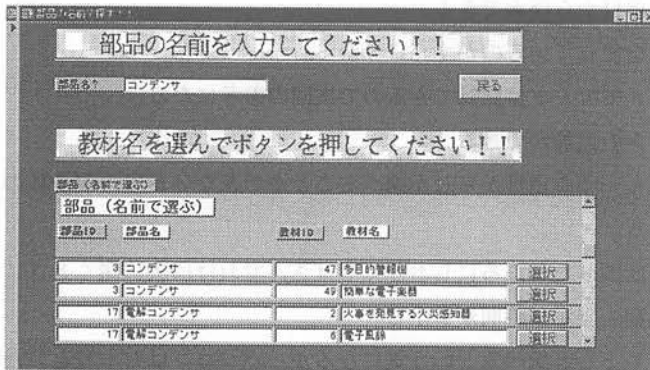 部品(名前で探す!!
部品の名前を入力してください!!
部品名? コンデンサ 戻る
教材名を選んでボタンを押してください!!
部品(名前で選ぶ)
部品(名前で選ぶ)
部品ID 部品名 教材ID 教材名
3 コンデンサ 47 多目的警報機 選択
3 コンデンサ 49 簡単な電子楽器 選択
17 電解コンデンサ 2 火事を発見する火災感知器 選択
17 電解コンデンサ 6 電子風鈴 選択